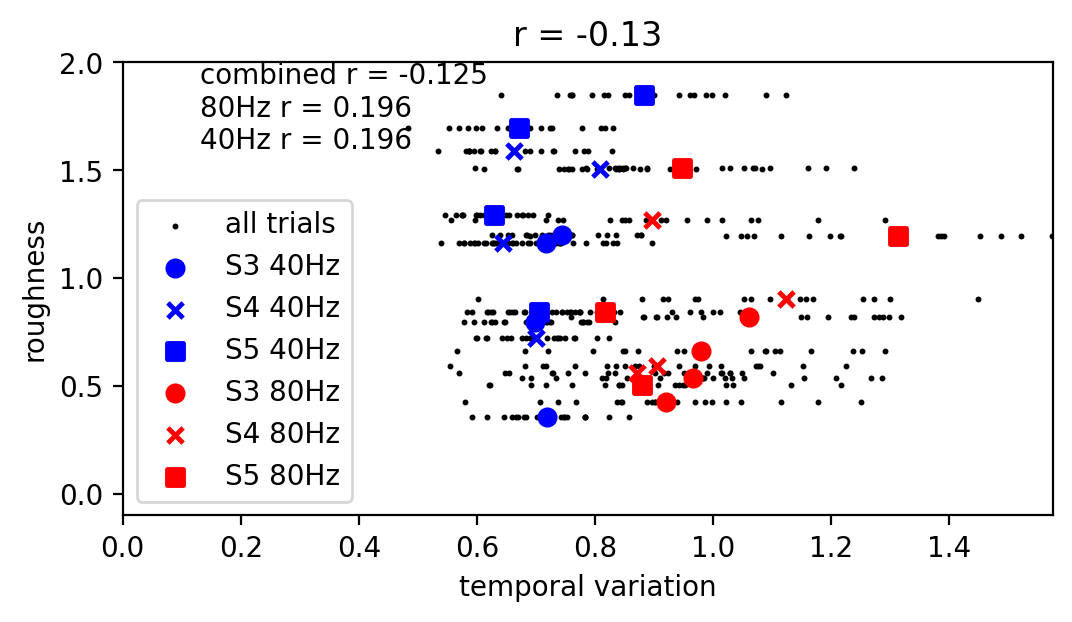 r = -0.13
combined r = -0.125
80Hz r = 0.196
40Hz r = 0.196
all trials
S3 40Hz
S4 40Hz
S5 40Hz
S3 80Hz
S4 80Hz
S5 80Hz
roughness
2.0
1.5
1.0
0.5
0.0
0.0 0.2 0.4 0.6 0.8 1.0 1.2 1.4
temporal variation